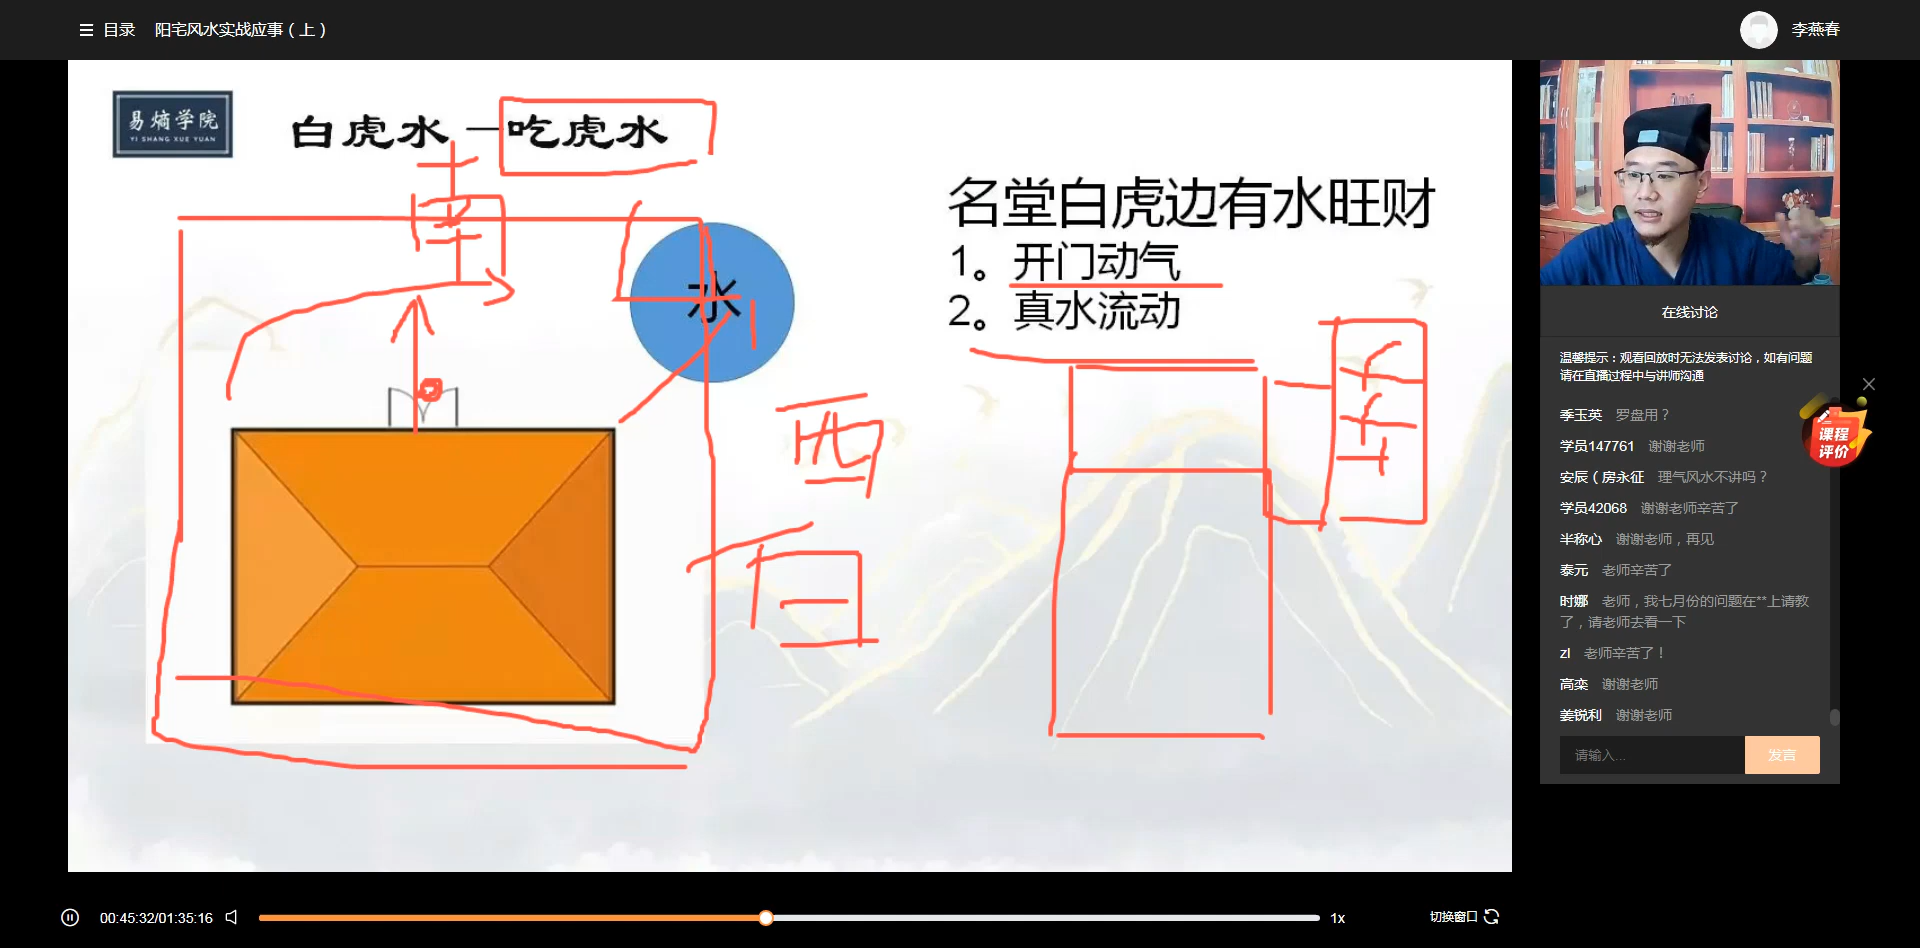 目录 阳宅风水实战应事（上）
李燕春
易熵学院
YI SHANG XUE YUAN
白虎水—吃虎水
南
水
西
名堂白虎边有水旺财
1。开门动气
2。真水流动
在线讨论
温馨提示：观看回放时无法发表讨论，如有问题
请在直播过程中与讲师沟通
季玉英 罗盘用？
学员147761 谢谢老师
安辰（房永征 理气风水不讲吗？
学员42068 谢谢老师辛苦了
半称心 谢谢老师，再见
泰元 老师辛苦了
时娜 老师，我七月份的问题在**上请教
了，请老师去看一下
zl 老师辛苦了！
高栾 谢谢老师
姜锐利 谢谢老师
请输入... 发言
课程
评价
00:45:32/01:35:16
1x
切换窗口